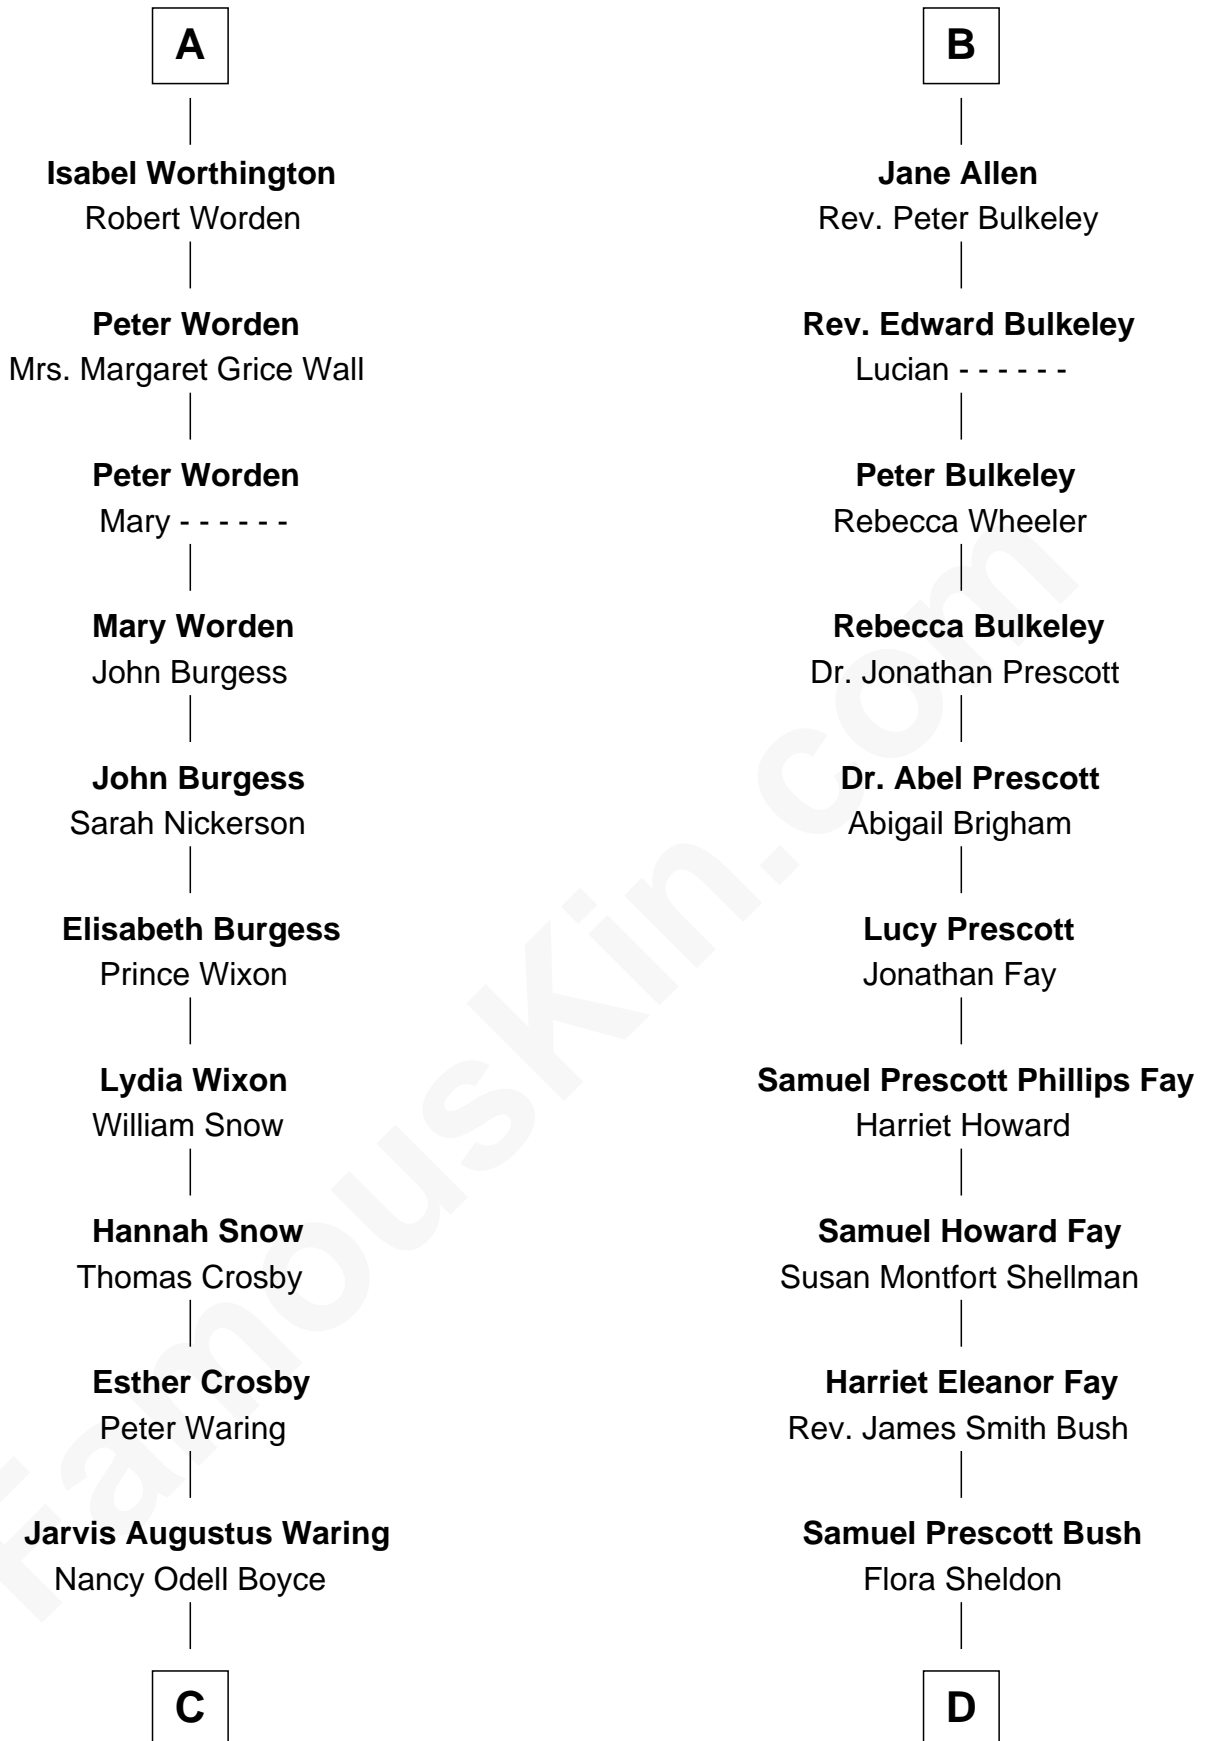 A
Isabel Worthington
Robert Worden
Peter Worden
Mrs. Margaret Grice Wall
Peter Worden
Mary - - - - - -
Mary Worden
John Burgess
John Burgess
Sarah Nickerson
Elisabeth Burgess
Prince Wixon
Lydia Wixon
William Snow
Hannah Snow
Thomas Crosby
Esther Crosby
Peter Waring
Jarvis Augustus Waring
Nancy Odell Boyce
C
B
Jane Allen
Rev. Peter Bulkeley
Rev. Edward Bulkeley
Lucian - - - - - -
Peter Bulkeley
Rebecca Wheeler
Rebecca Bulkeley
Dr. Jonathan Prescott
Dr. Abel Prescott
Abigail Brigham
Lucy Prescott
Jonathan Fay
Samuel Prescott Phillips Fay
Harriet Howard
Samuel Howard Fay
Susan Montfort Shellman
Harriet Eleanor Fay
Rev. James Smith Bush
Samuel Prescott Bush
Flora Sheldon
D
FamousKin.com